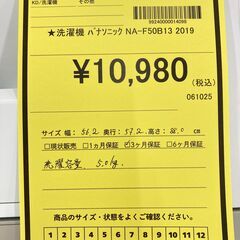 KD/洗濯機 その他
99240000014098
★洗濯機 パナソニック NA-F50B13 2019
¥10,980
(税込)
061025
サイズ 幅: 56.2 奥行: 57.2 高さ: 88.0 cm
□現状販売 □1ヵ月保証 ☑3ヶ月保証 □6ヶ月保証
洗濯容量 5.0kg
商品のサイズ・状態をよくご確認ください
1 2 3 4 5 6 7 8 9 10 11 12